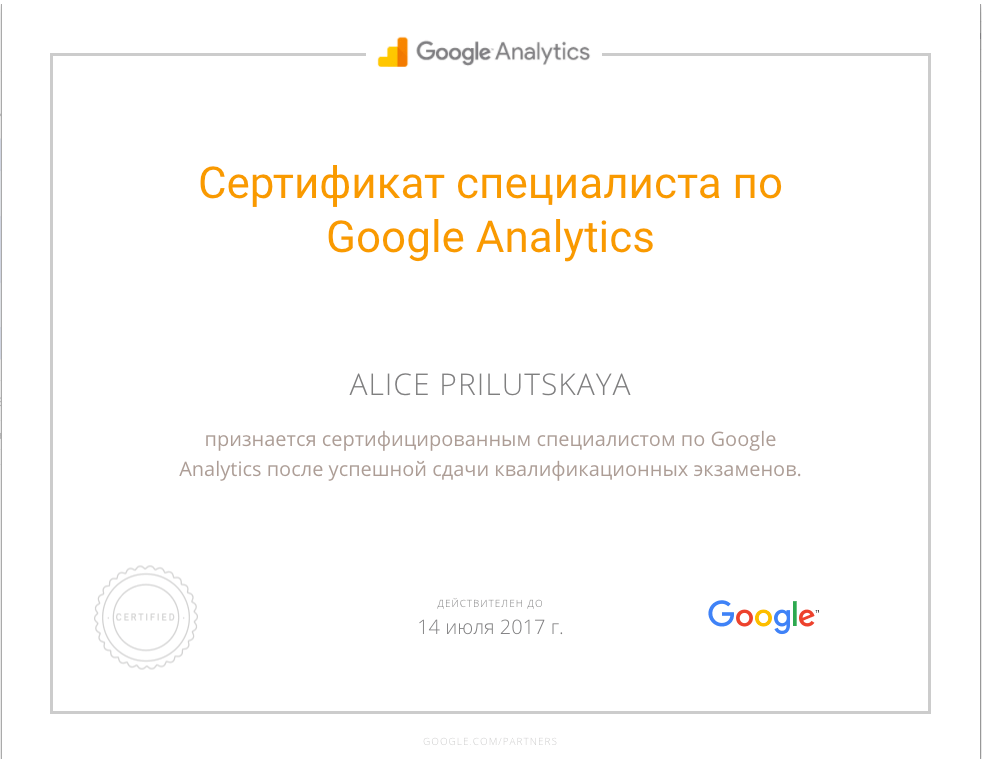 Google Analytics
Сертификат специалиста по
Google Analytics
ALICE PRILUTSKAYA
признается сертифицированным специалистом по Google
Analytics после успешной сдачи квалификационных экзаменов.
· CERTIFIED ·
ДЕЙСТВИТЕЛЕН ДО
14 июля 2017 г.
Google™
GOOGLE.COM/PARTNERS